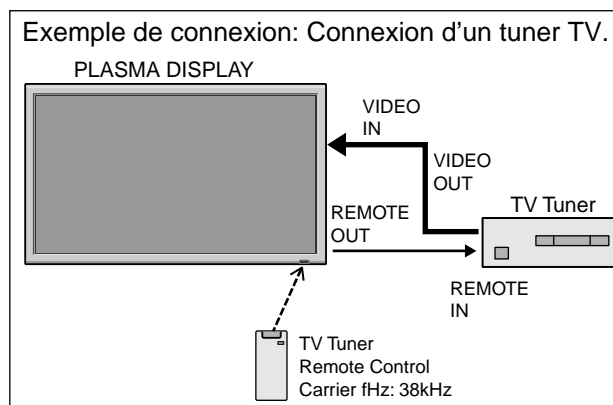 Exemple de connexion: Connexion d'un tuner TV.
PLASMA DISPLAY
VIDEO
IN
VIDEO
OUT
TV Tuner
REMOTE
OUT
REMOTE
IN
TV Tuner
Remote Control
Carrier fHz: 38kHz